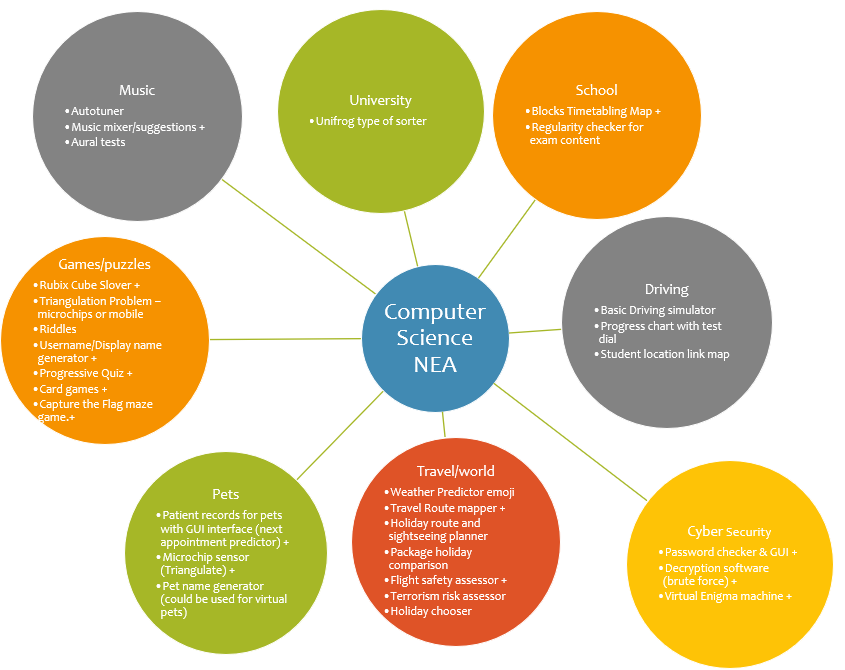 Music
•Autotuner
•Music mixer/suggestions +
•Aural tests
University
•Unifrog type of sorter
School
•Blocks Timetabling Map +
•Regularity checker for
exam content
Games/puzzles
•Rubix Cube Slover +
•Triangulation Problem –
microchips or mobile
•Riddles
•Username/Display name
generator +
•Progressive Quiz +
•Card games +
•Capture the Flag maze
game.+
Computer
Science
NEA
Driving
•Basic Driving simulator
•Progress chart with test
dial
•Student location link map
Pets
•Patient records for pets
with GUI interface (next
appointment predictor) +
•Microchip sensor
(Triangulate) +
•Pet name generator
(could be used for virtual
pets)
Travel/world
•Weather Predictor emoji
•Travel Route mapper +
•Holiday route and
sightseeing planner
•Package holiday
comparison
•Flight safety assessor +
•Terrorism risk assessor
•Holiday chooser
Cyber Security
•Password checker & GUI +
•Decryption software
(brute force) +
•Virtual Enigma machine +